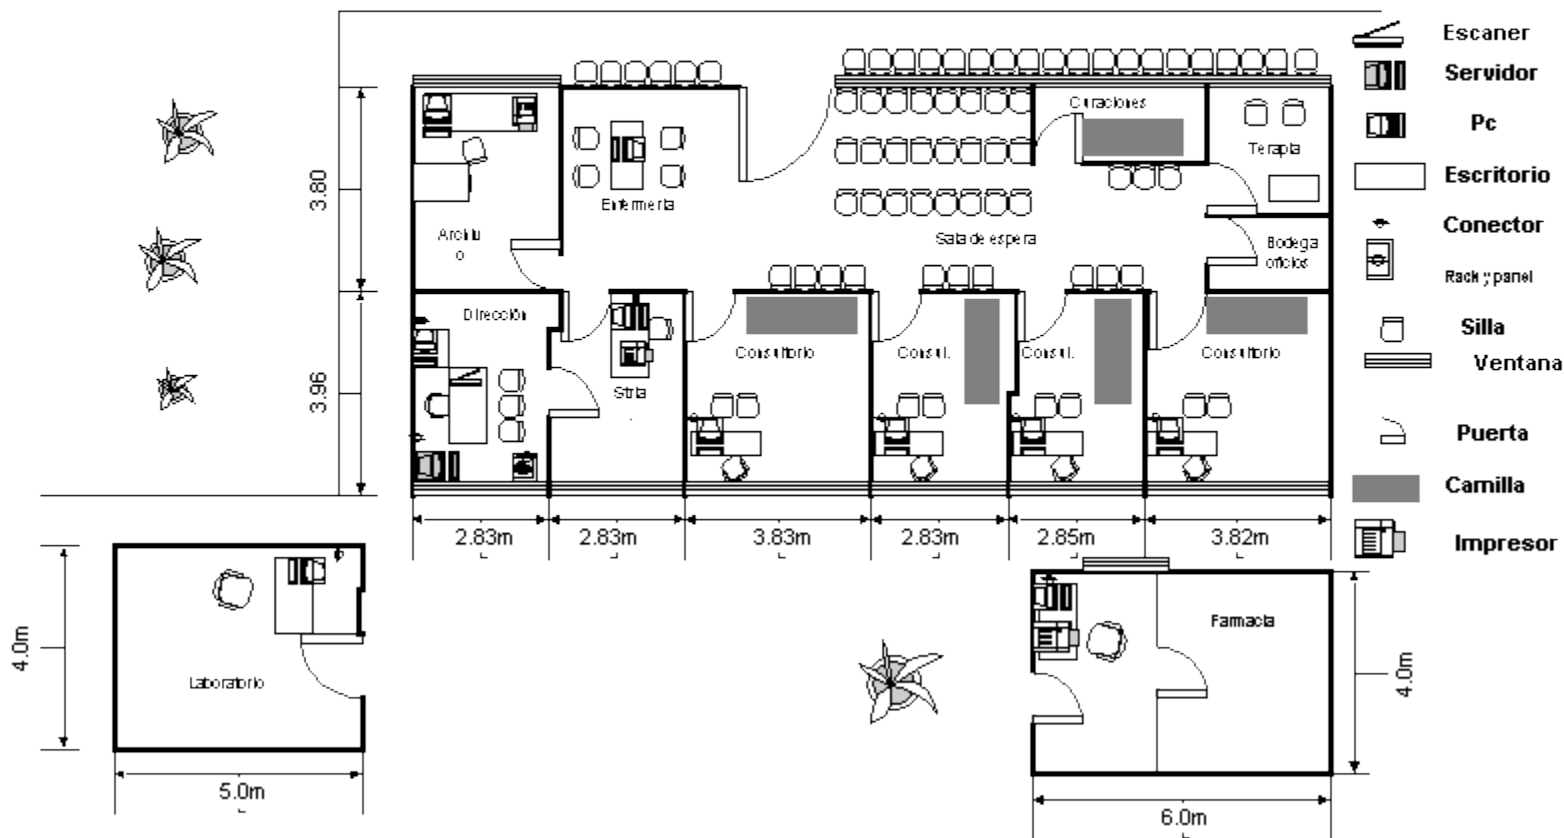 Escaner
Servidor
Pc
Escritorio
Conector
Rack y panel
Silla
Ventana
Puerta
Camilla
Impresor
Curaciones
Terapia
Enfermeria
Sala de espera
Bodega
oficios
3.80
Archiv
o
Dirección
Stria
.
Consultorio
Consul.
Consul.
Consultorio
3.96
2.83m
2.83m
3.83m
2.83m
2.85m
3.82m
Laboratorio
4.0m
5.0m
Farmacia
4.0m
6.0m